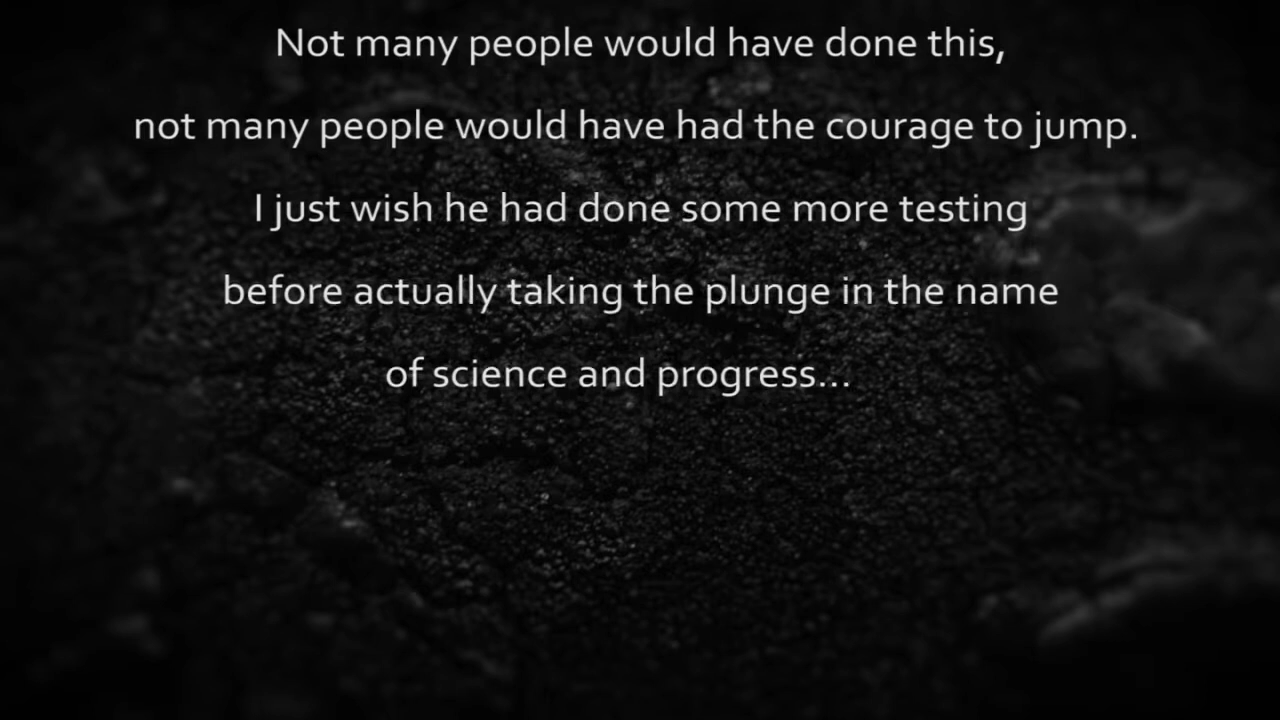 Not many people would have done this,
not many people would have had the courage to jump.
I just wish he had done some more testing
before actually taking the plunge in the name
of science and progress...